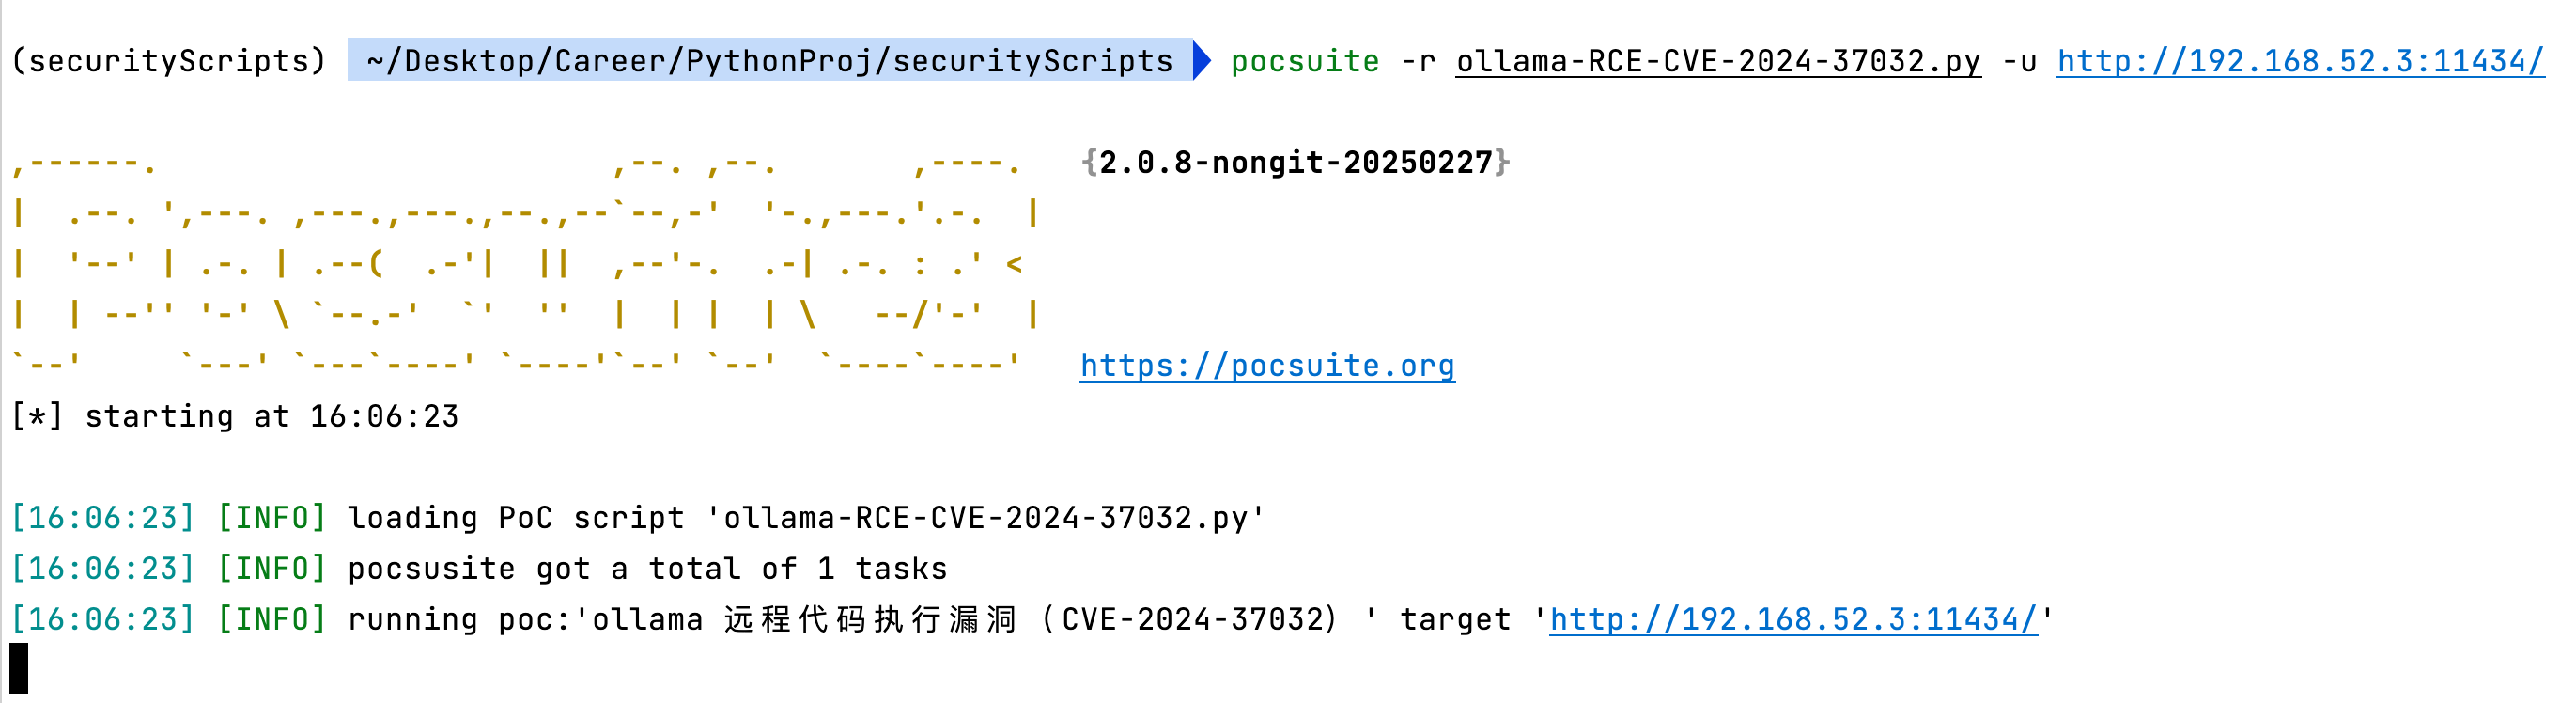 (securityScripts) ~/Desktop/Career/PythonProj/securityScripts pocsuite -r ollama-RCE-CVE-2024-37032.py -u http://192.168.52.3:11434/
,------.                        ,--. ,--.       ,----.   {2.0.8-nongit-20250227}
|  .--. ',---. ,---.,---.,--.,--`--,-'  '-.,---.'.-.  |
|  '--' | .-. | .--(  .-'|  ||  ,--'-.  .-| .-. : .' <
|  | --'' '-' \ `--.-'  `'  ''  |  | |  | \   --/'-'  |
`--'     `---' `---`----' `----'`--' `--'  `----`----'   https://pocsuite.org
[*] starting at 16:06:23
[16:06:23] [INFO] loading PoC script 'ollama-RCE-CVE-2024-37032.py'
[16:06:23] [INFO] pocsusite got a total of 1 tasks
[16:06:23] [INFO] running poc:'ollama 远程代码执行漏洞（CVE-2024-37032）' target 'http://192.168.52.3:11434/'